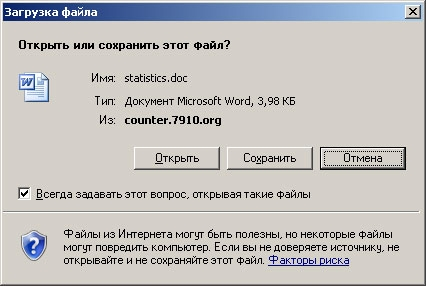 Загрузка файла
Открыть или сохранить этот файл?
Имя: statistics.doc
Тип: Документ Microsoft Word, 3,98 КБ
Из: counter.7910.org
Открыть Сохранить Отмена
Всегда задавать этот вопрос, открывая такие файлы
Файлы из Интернета могут быть полезны, но некоторые файлы
могут повредить компьютер. Если вы не доверяете источнику, не
открывайте и не сохраняйте этот файл. Факторы риска